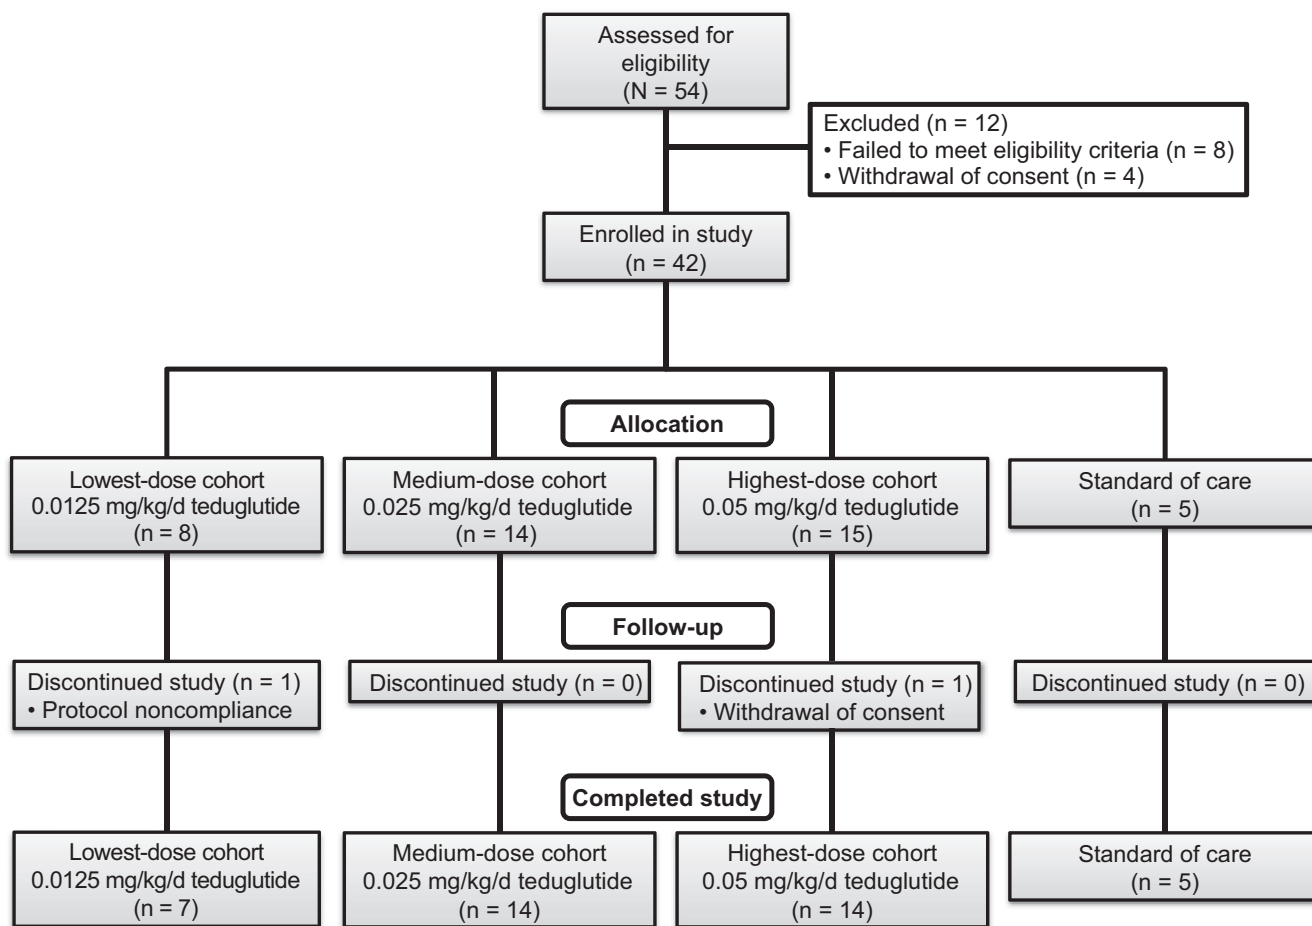 Assessed for
eligibility
(N = 54)
Excluded (n = 12)
• Failed to meet eligibility criteria (n = 8)
• Withdrawal of consent (n = 4)
Enrolled in study
(n = 42)
Allocation
Lowest-dose cohort
0.0125 mg/kg/d teduglutide
(n = 8)
Medium-dose cohort
0.025 mg/kg/d teduglutide
(n = 14)
Highest-dose cohort
0.05 mg/kg/d teduglutide
(n = 15)
Standard of care
(n = 5)
Follow-up
Discontinued study (n = 1)
• Protocol noncompliance
Discontinued study (n = 0)
Discontinued study (n = 1)
• Withdrawal of consent
Discontinued study (n = 0)
Completed study
Lowest-dose cohort
0.0125 mg/kg/d teduglutide
(n = 7)
Medium-dose cohort
0.025 mg/kg/d teduglutide
(n = 14)
Highest-dose cohort
0.05 mg/kg/d teduglutide
(n = 14)
Standard of care
(n = 5)